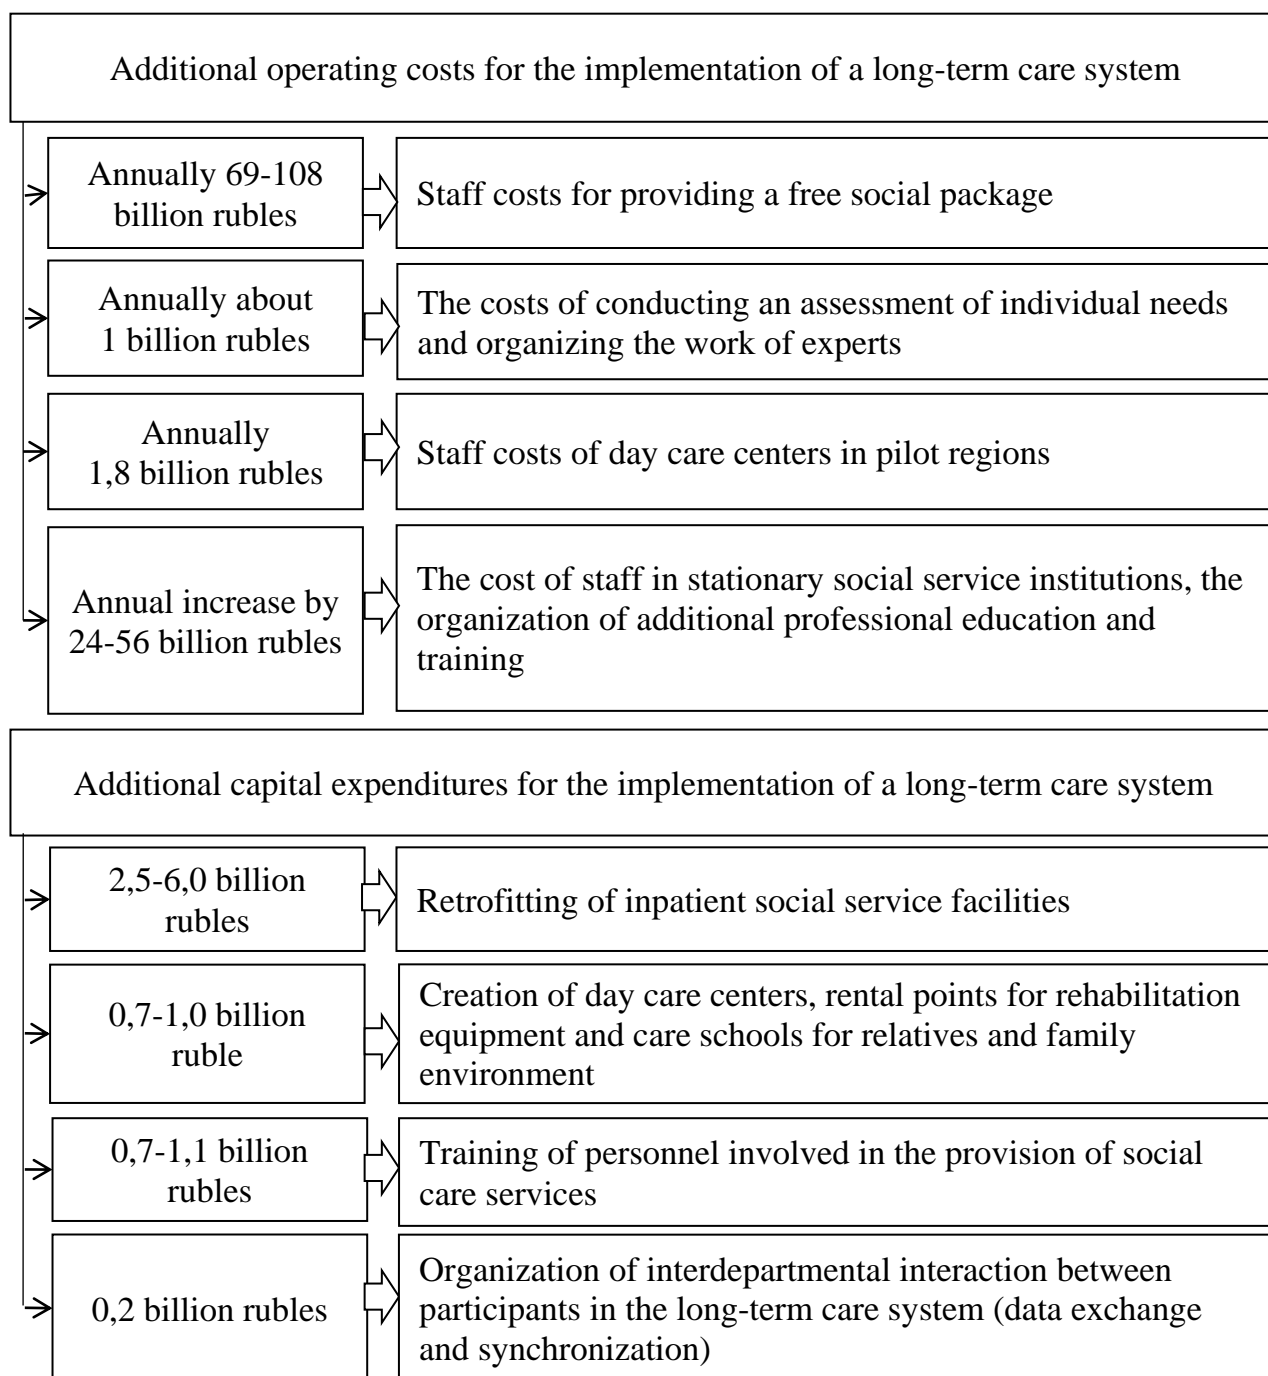 Additional operating costs for the implementation of a long-term care system
Annually 69-108
billion rubles
Staff costs for providing a free social package
Annually about
1 billion rubles
The costs of conducting an assessment of individual needs
and organizing the work of experts
Annually
1,8 billion rubles
Staff costs of day care centers in pilot regions
Annual increase by
24-56 billion rubles
The cost of staff in stationary social service institutions, the
organization of additional professional education and
training
Additional capital expenditures for the implementation of a long-term care system
2,5-6,0 billion
rubles
Retrofitting of inpatient social service facilities
0,7-1,0 billion
ruble
Creation of day care centers, rental points for rehabilitation
equipment and care schools for relatives and family
environment
0,7-1,1 billion
rubles
Training of personnel involved in the provision of social
care services
0,2 billion rubles
Organization of interdepartmental interaction between
participants in the long-term care system (data exchange
and synchronization)